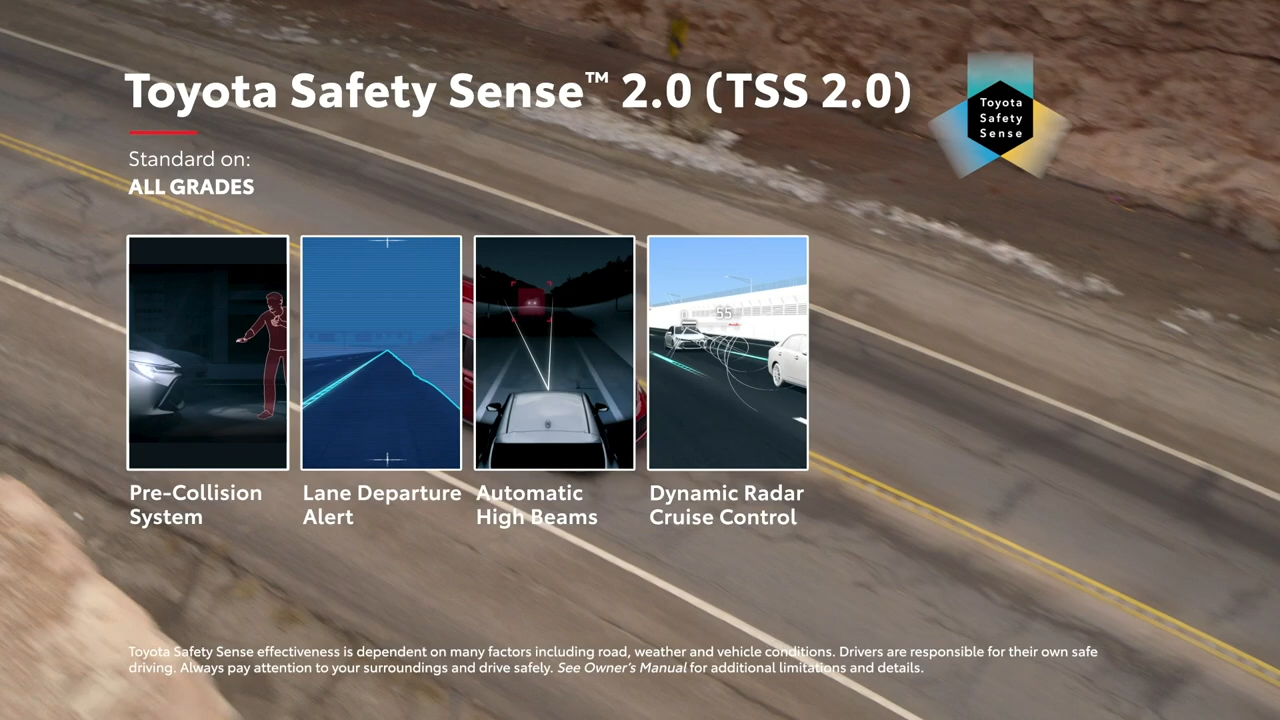 Toyota Safety Sense™ 2.0 (TSS 2.0)
Toyota
Safety
Sense
Standard on:
ALL GRADES
55
Pre-Collision
System
Lane Departure
Alert
Automatic
High Beams
Dynamic Radar
Cruise Control
Toyota Safety Sense effectiveness is dependent on many factors including road, weather and vehicle conditions. Drivers are responsible for their own safe
driving. Always pay attention to your surroundings and drive safely. See Owner's Manual for additional limitations and details.